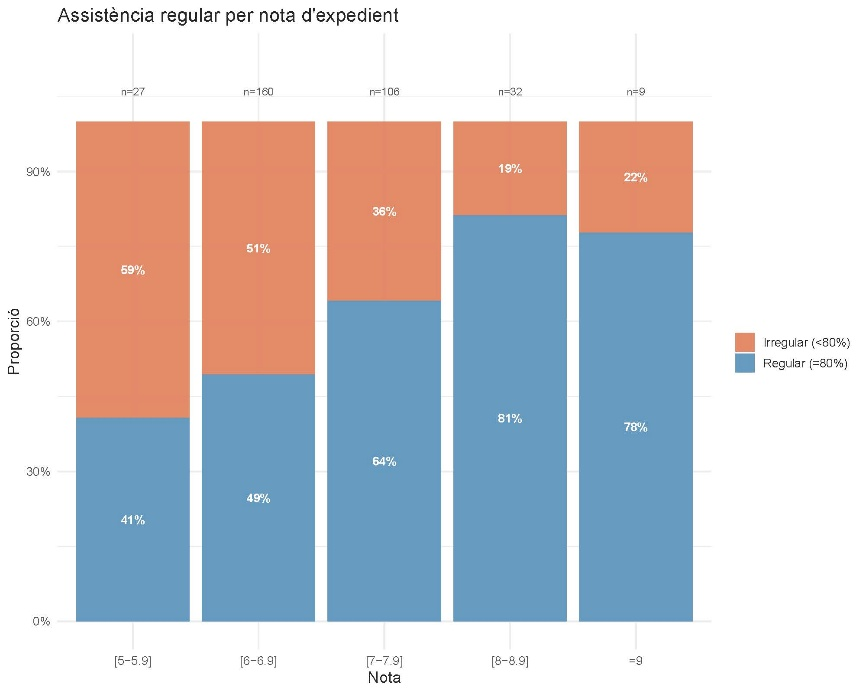 Assistència regular per nota d'expedient
n=27 n=160 n=106 n=32 n=9
90%
60%
30%
0%
Proporció
59% 51% 36% 19% 22%
41% 49% 64% 81% 78%
[5−5.9] [6−6.9] [7−7.9] [8−8.9] =9
Nota
Irregular (<80%)
Regular (=80%)